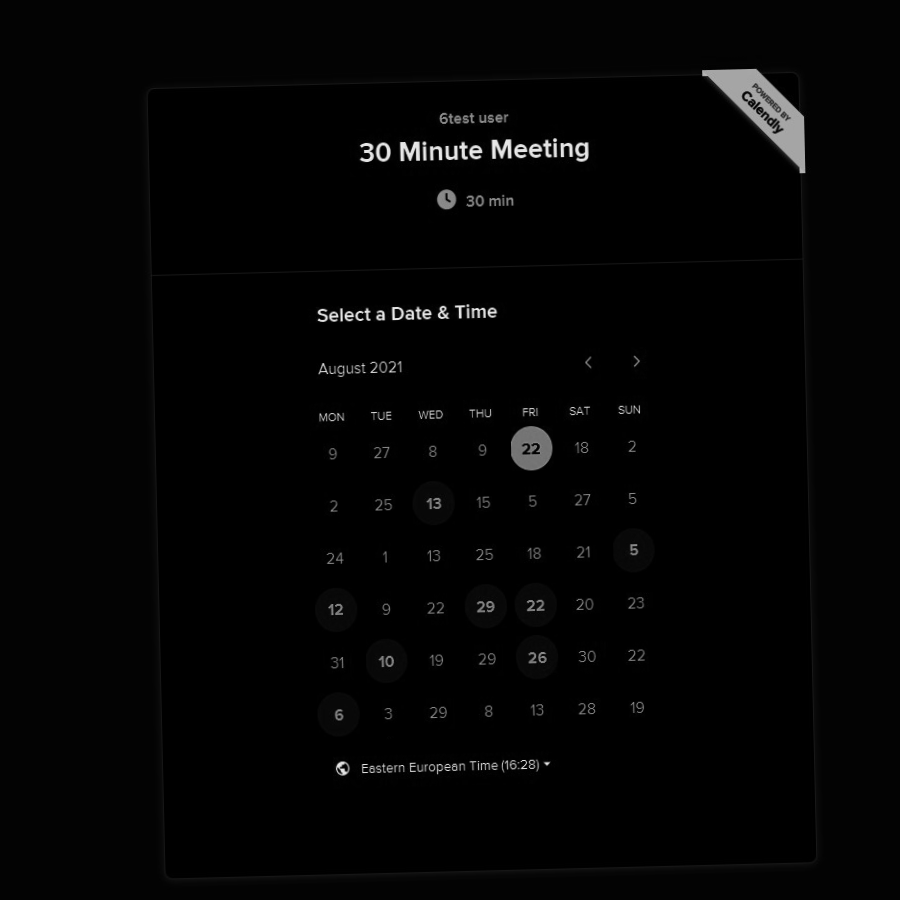 POWERED BY
Calendly
6test user
30 Minute Meeting
30 min
Select a Date & Time
August 2021
MON TUE WED THU FRI SAT SUN
9 27 8 9 22 18 2
2 25 13 15 5 27 5
24 1 13 25 18 21 5
12 9 22 29 22 20 23
31 10 19 29 26 30 22
6 3 29 8 13 28 19
Eastern European Time (16:28)